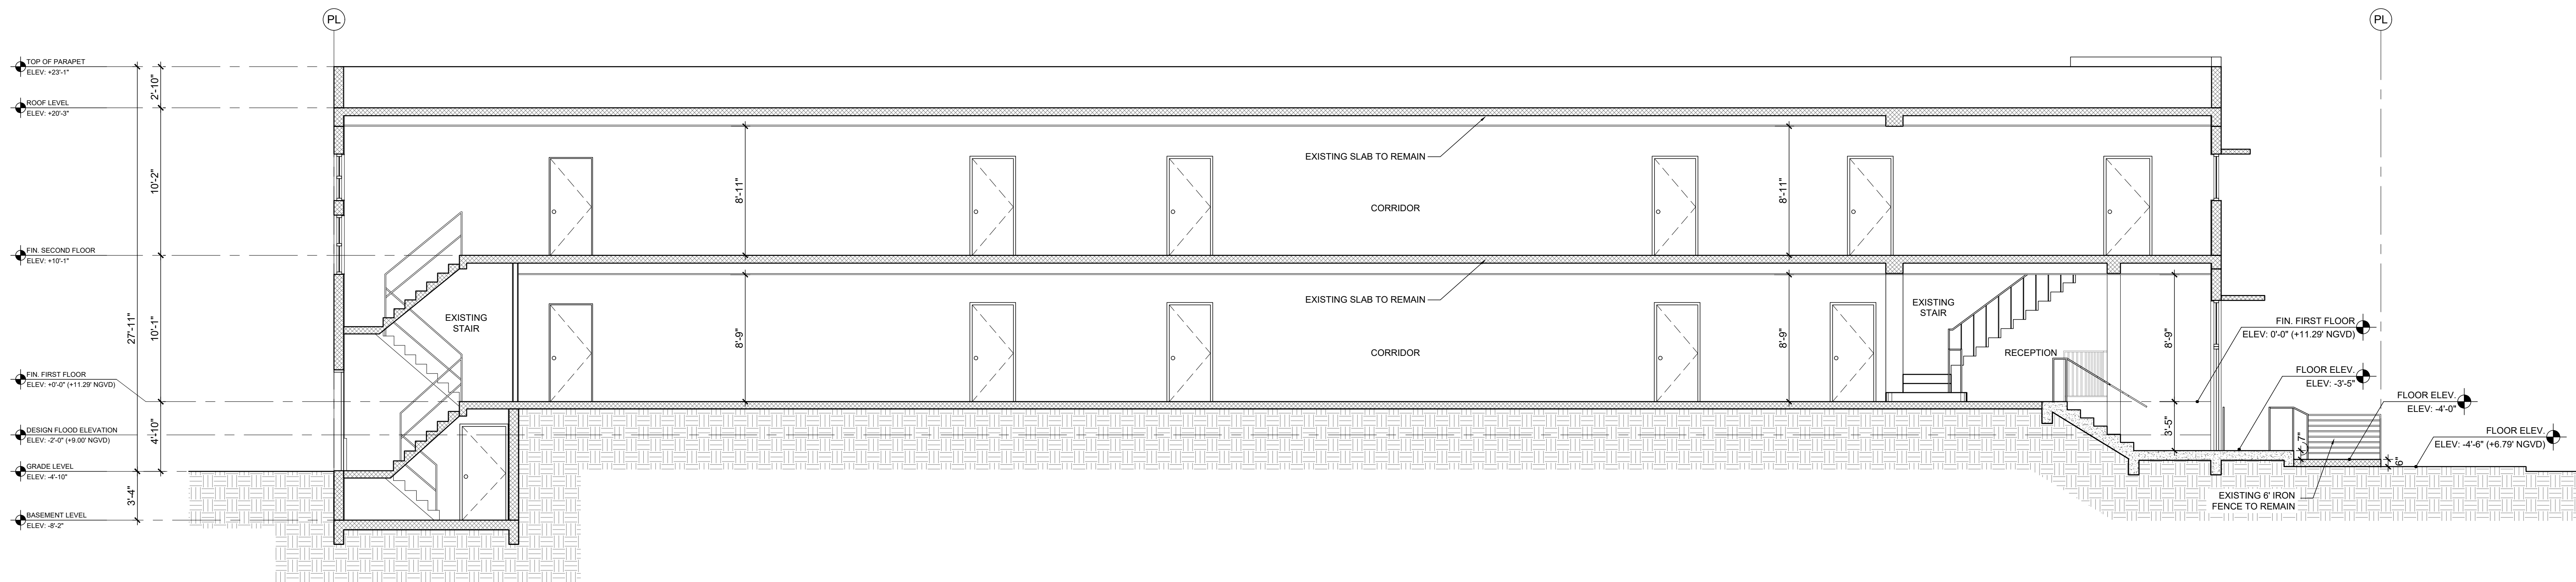 PL
PL
TOP OF PARAPET
ELEV: +23'-1"
2'-10"
ROOF LEVEL
ELEV: +20'-3"
10'-2"
8'-11"
EXISTING SLAB TO REMAIN
8'-11"
CORRIDOR
FIN. SECOND FLOOR
ELEV: +10'-1"
27'-11"
10'-1"
EXISTING
STAIR
8'-9"
EXISTING SLAB TO REMAIN
CORRIDOR
8'-9"
EXISTING
STAIR
RECEPTION
8'-9"
FIN. FIRST FLOOR
ELEV: 0'-0" (+11.29' NGVD)
FLOOR ELEV.
ELEV: -3'-5"
FLOOR ELEV.
ELEV: -4'-0"
FLOOR ELEV.
ELEV: -4'-6" (+6.79' NGVD)
FIN. FIRST FLOOR
ELEV: +0'-0" (+11.29' NGVD)
4'-10"
DESIGN FLOOD ELEVATION
ELEV: -2'-0" (+9.00' NGVD)
3'-5"
7"
6"
GRADE LEVEL
ELEV: -4'-10"
3'-4"
EXISTING 6' IRON
FENCE TO REMAIN
BASEMENT LEVEL
ELEV: -8'-2"